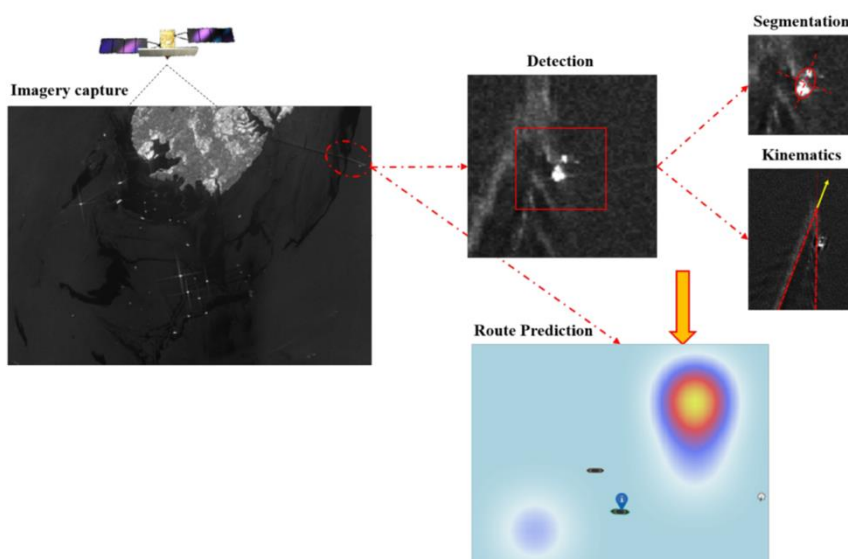 Segmentation
Detection
Imagery capture
Kinematics
Route Prediction